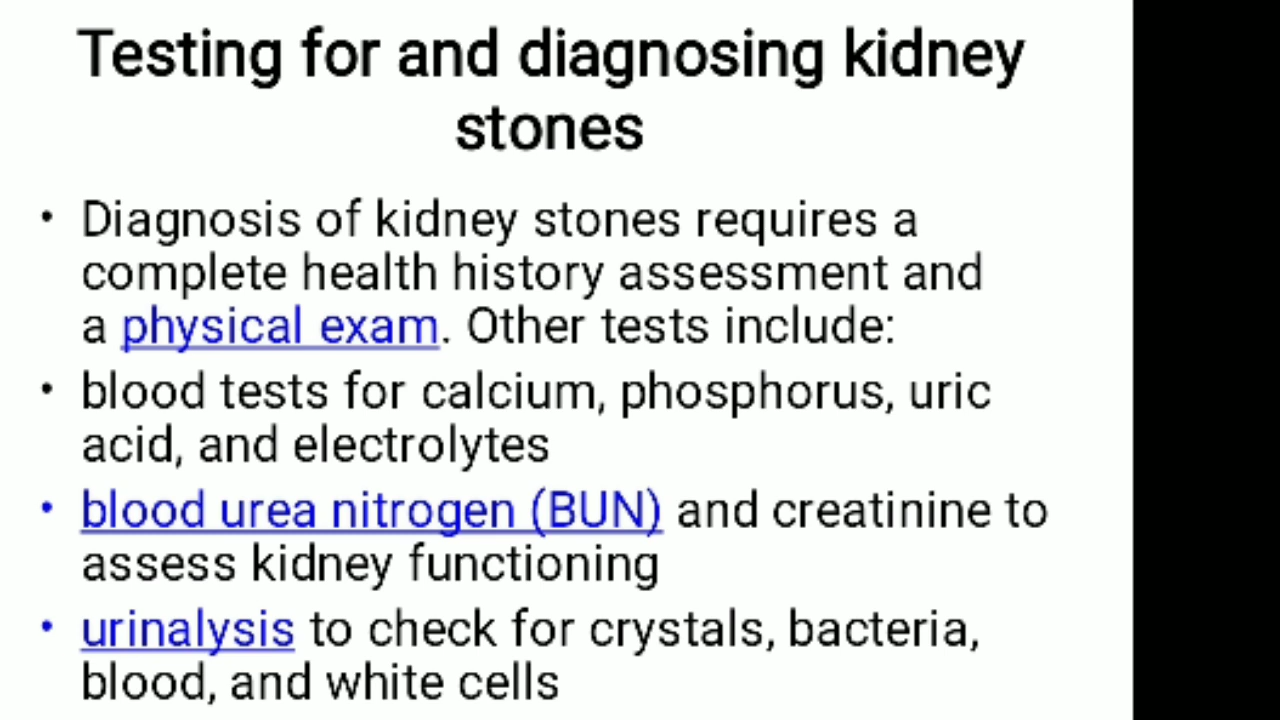 Testing for and diagnosing kidney
stones
• Diagnosis of kidney stones requires a
complete health history assessment and
a physical exam. Other tests include:
• blood tests for calcium, phosphorus, uric
acid, and electrolytes
• blood urea nitrogen (BUN) and creatinine to
assess kidney functioning
• urinalysis to check for crystals, bacteria,
blood, and white cells